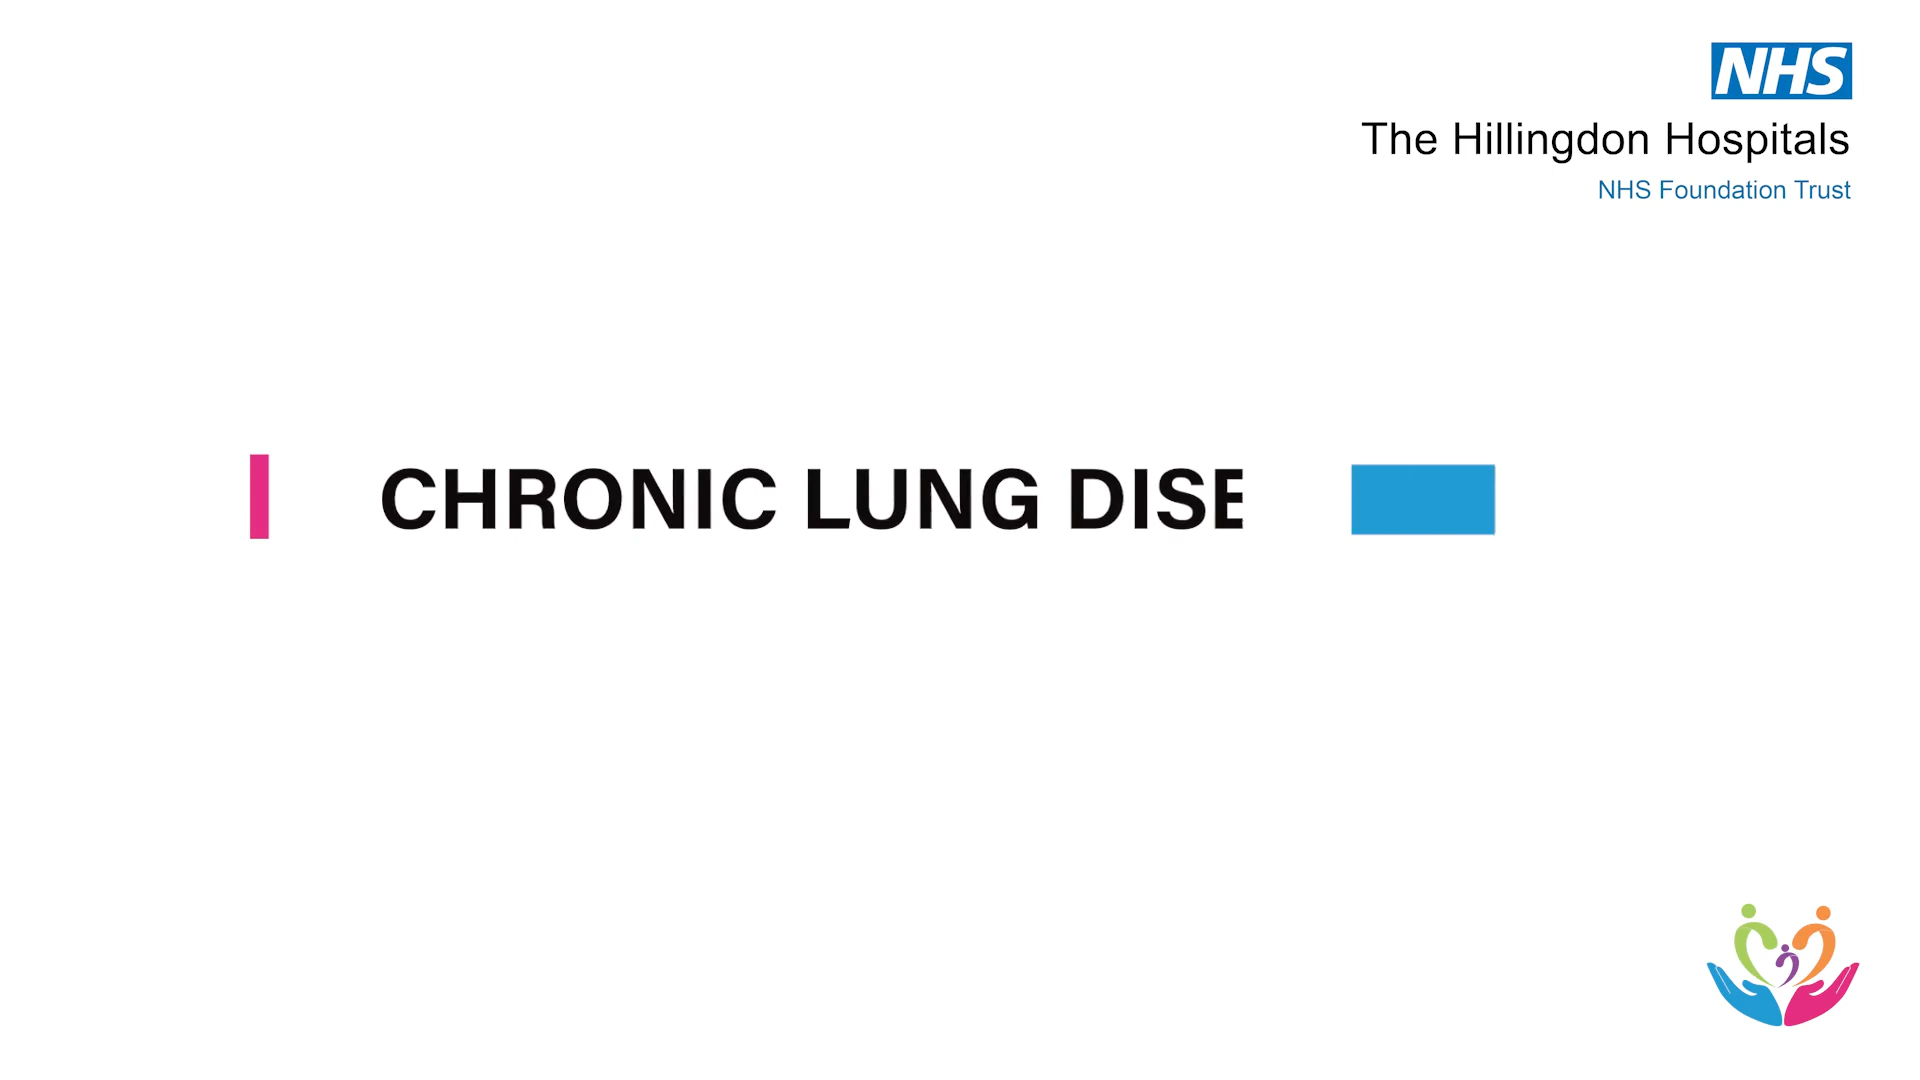 NHS
The Hillingdon Hospitals
NHS Foundation Trust
CHRONIC LUNG DISE